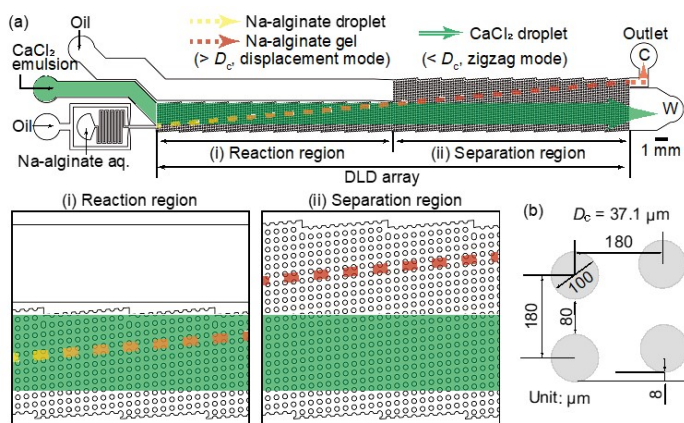 (a)
Oil
CaCl₂
emulsion
Oil
Na-alginate aq.
Na-alginate droplet
Na-alginate gel
(> Dc, displacement mode)
CaCl₂ droplet
(< Dc, zigzag mode)
Outlet
C
W
(i) Reaction region
(ii) Separation region
DLD array
1 mm
(i) Reaction region
(ii) Separation region
(b)
Dc = 37.1 μm
180
100
180
80
8
Unit: μm